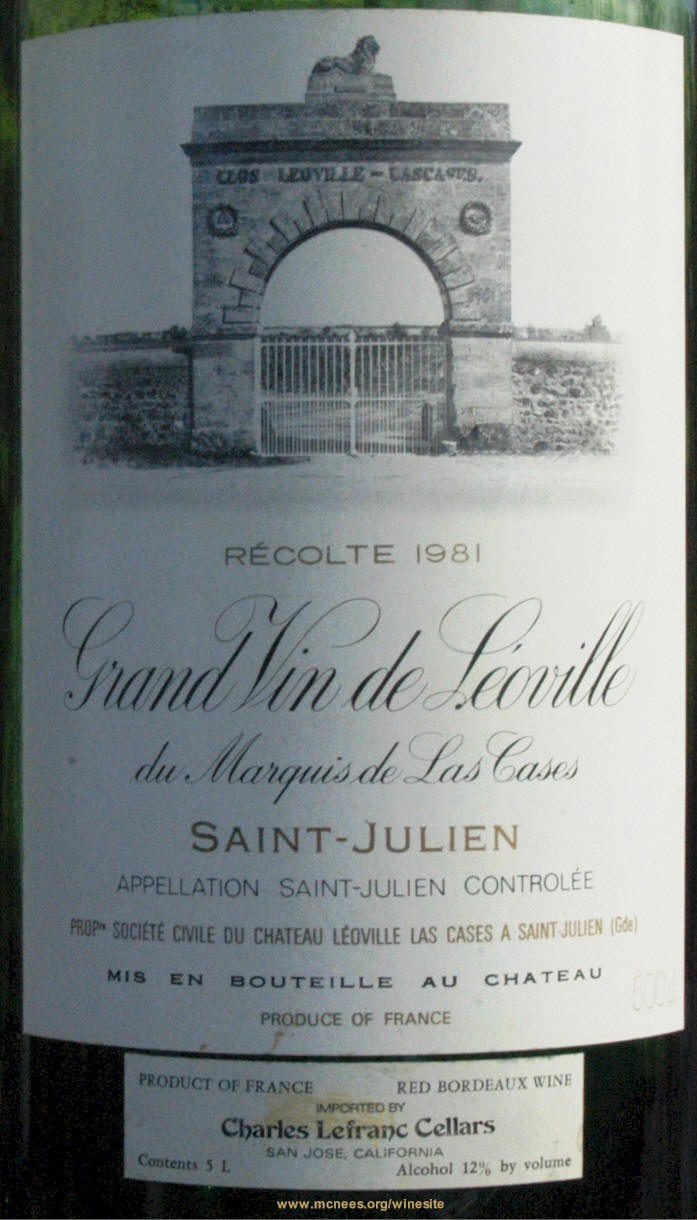 CLOS LEOVILLE - LASCASES.
RÉCOLTE 1981
Grand Vin de Léoville
du Marquis de Las Cases
SAINT-JULIEN
APPELLATION SAINT-JULIEN CONTROLÉE
PROPre SOCIÉTÉ CIVILE DU CHATEAU LÉOVILLE LAS CASES A SAINT-JULIEN (Gde)
MIS EN BOUTEILLE AU CHATEAU
500cl
PRODUCE OF FRANCE
PRODUCT OF FRANCE RED BORDEAUX WINE
IMPORTED BY
Charles Lefranc Cellars
SAN JOSE, CALIFORNIA
Contents 5 L Alcohol 12% by volume
www.mcnees.org/winesite